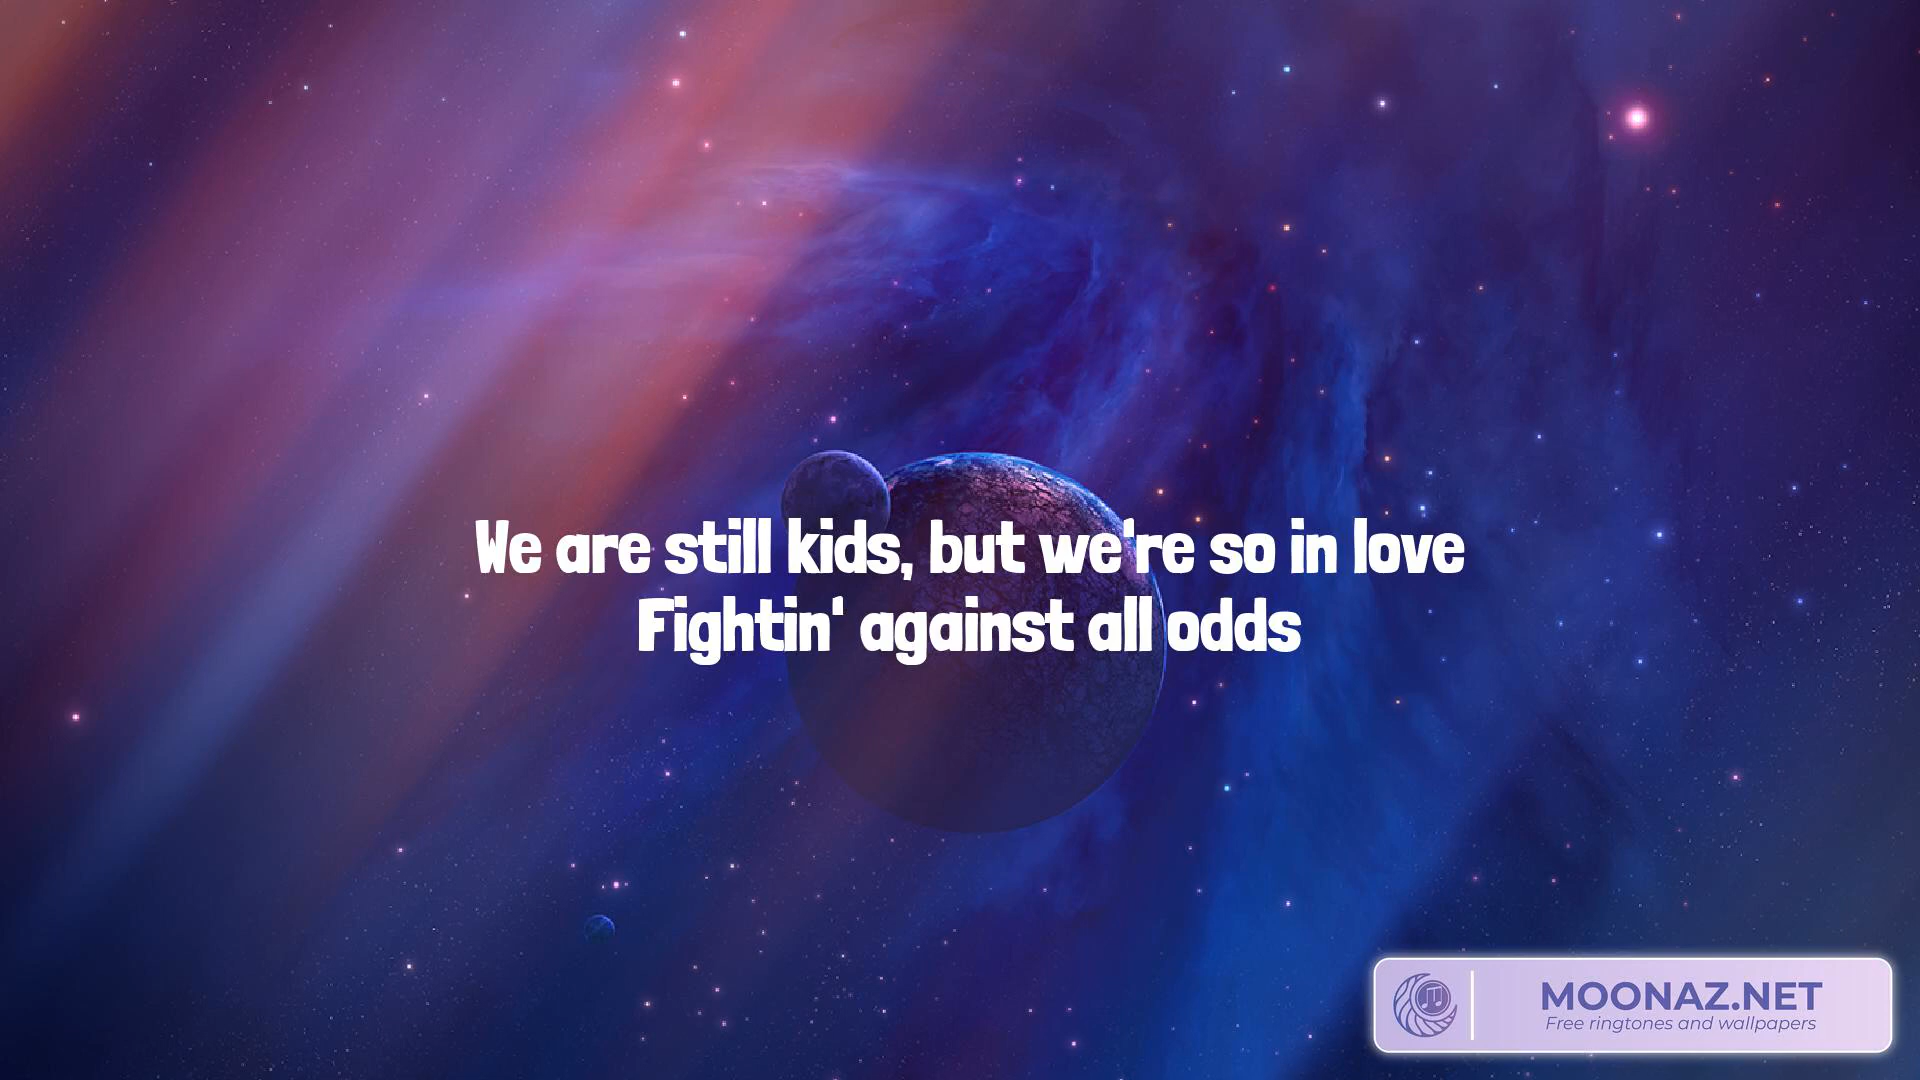 We are still kids, but we're so in love
Fightin' against all odds
MOONAZ.NET
Free ringtones and wallpapers